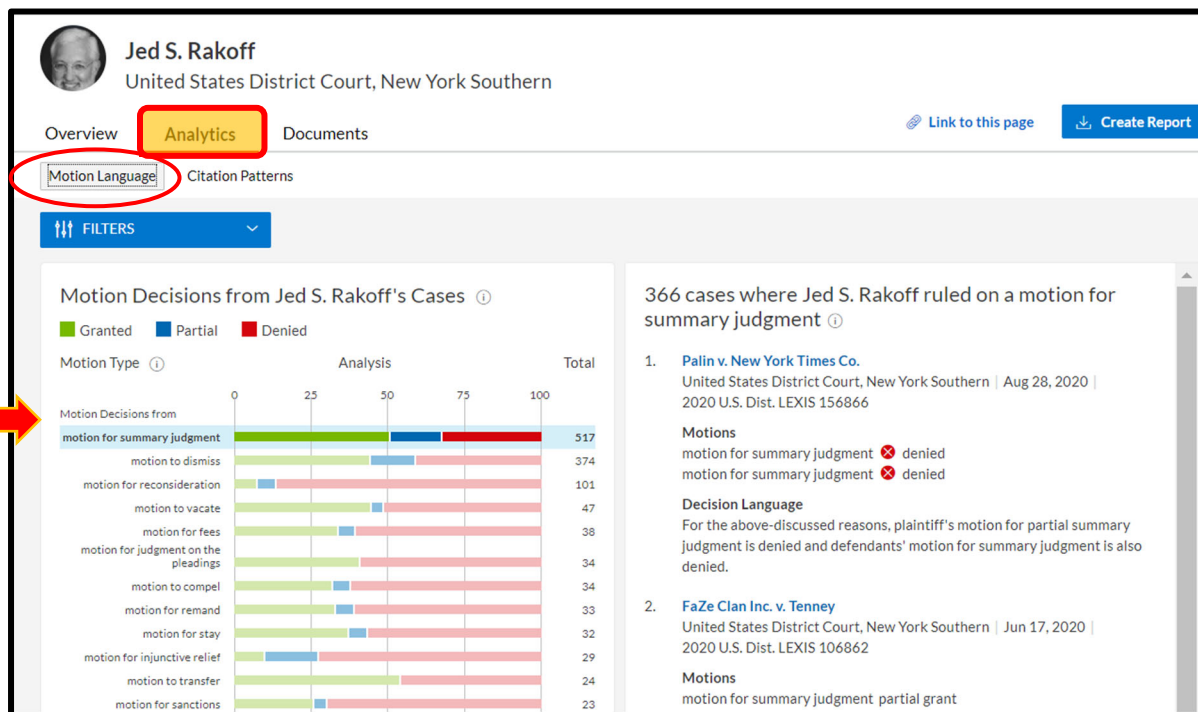 Jed S. Rakoff
United States District Court, New York Southern
Overview
Analytics
Documents
Link to this page
Create Report
Motion Language
Citation Patterns
FILTERS
Motion Decisions from Jed S. Rakoff's Cases
Granted
Partial
Denied
Motion Type
Analysis
Total
0 25 50 75 100
Motion Decisions from
motion for summary judgment 517
motion to dismiss 374
motion for reconsideration 101
motion to vacate 47
motion for fees 38
motion for judgment on the
pleadings 34
motion to compel 34
motion for remand 33
motion for stay 32
motion for injunctive relief 29
motion to transfer 24
motion for sanctions 23
366 cases where Jed S. Rakoff ruled on a motion for
summary judgment
1. Palin v. New York Times Co.
United States District Court, New York Southern | Aug 28, 2020 |
2020 U.S. Dist. LEXIS 156866
Motions
motion for summary judgment denied
motion for summary judgment denied
Decision Language
For the above-discussed reasons, plaintiff's motion for partial summary
judgment is denied and defendants' motion for summary judgment is also
denied.
2. FaZe Clan Inc. v. Tenney
United States District Court, New York Southern | Jun 17, 2020 |
2020 U.S. Dist. LEXIS 106862
Motions
motion for summary judgment partial grant